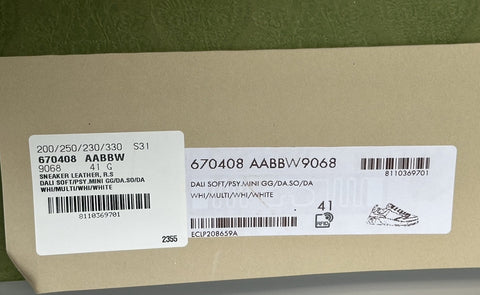 200/250/230/330 S31
670408 AABBW
9068 41 G
SNEAKER LEATHER, R.S
DALI SOFT/PSY.MINI GG/DA.SO/DA
WHI/MULTI/WHI/WHITE
8110369701
2355
670408 AABBW9068
8110369701
DALI SOFT/PSY.MINI GG/DA.SO/DA
WHI/MULTI/WHI/WHITE
41
ECLP208659A